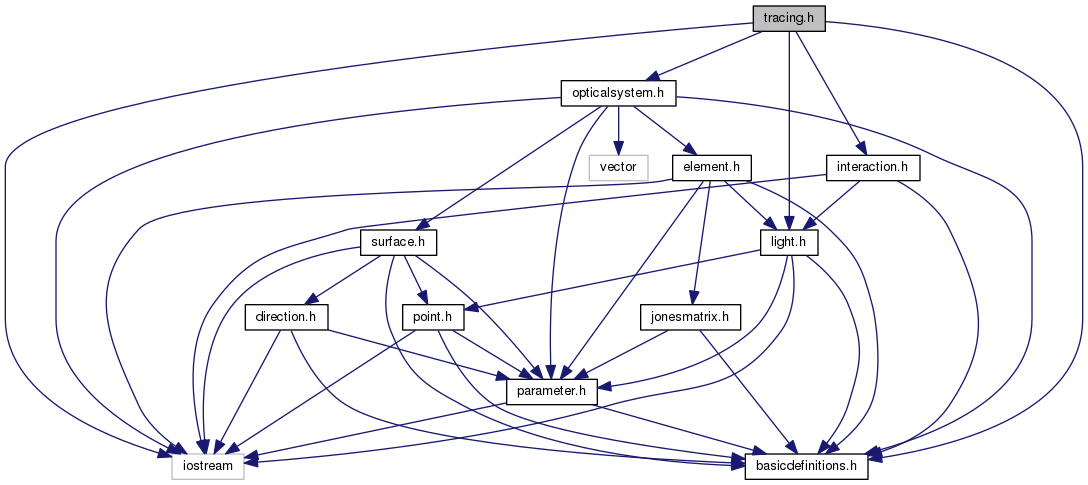 tracing.h
opticalsystem.h
vector
element.h
interaction.h
surface.h
light.h
direction.h
point.h
jonesmatrix.h
parameter.h
iostream
basicdefinitions.h